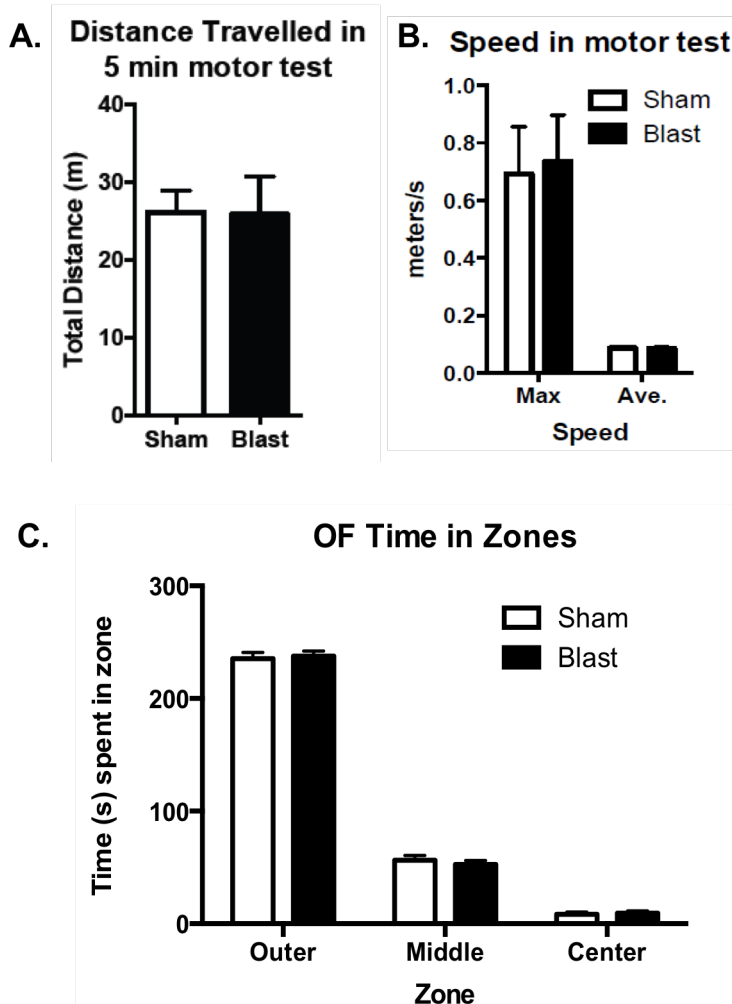 A.
Distance Travelled in
5 min motor test
40
30
20
10
0
Total Distance (m)
Sham
Blast
B.
Speed in motor test
1.0
0.8
0.6
0.4
0.2
0.0
meters/s
Sham
Blast
Max
Ave.
Speed
C.
OF Time in Zones
300
200
100
0
Time (s) spent in zone
Sham
Blast
Outer
Middle
Center
Zone